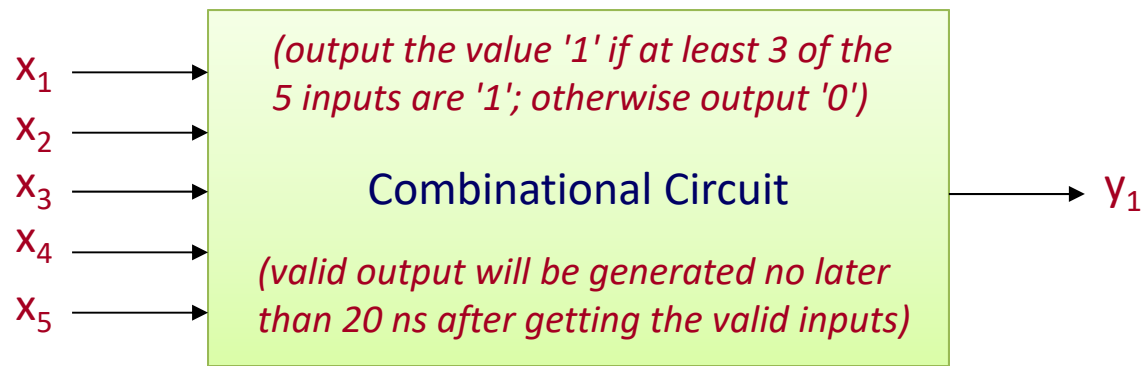 (output the value '1' if at least 3 of the
5 inputs are '1'; otherwise output '0')
x₁
x₂
x₃
x₄
x₅
Combinational Circuit
y₁
(valid output will be generated no later
than 20 ns after getting the valid inputs)